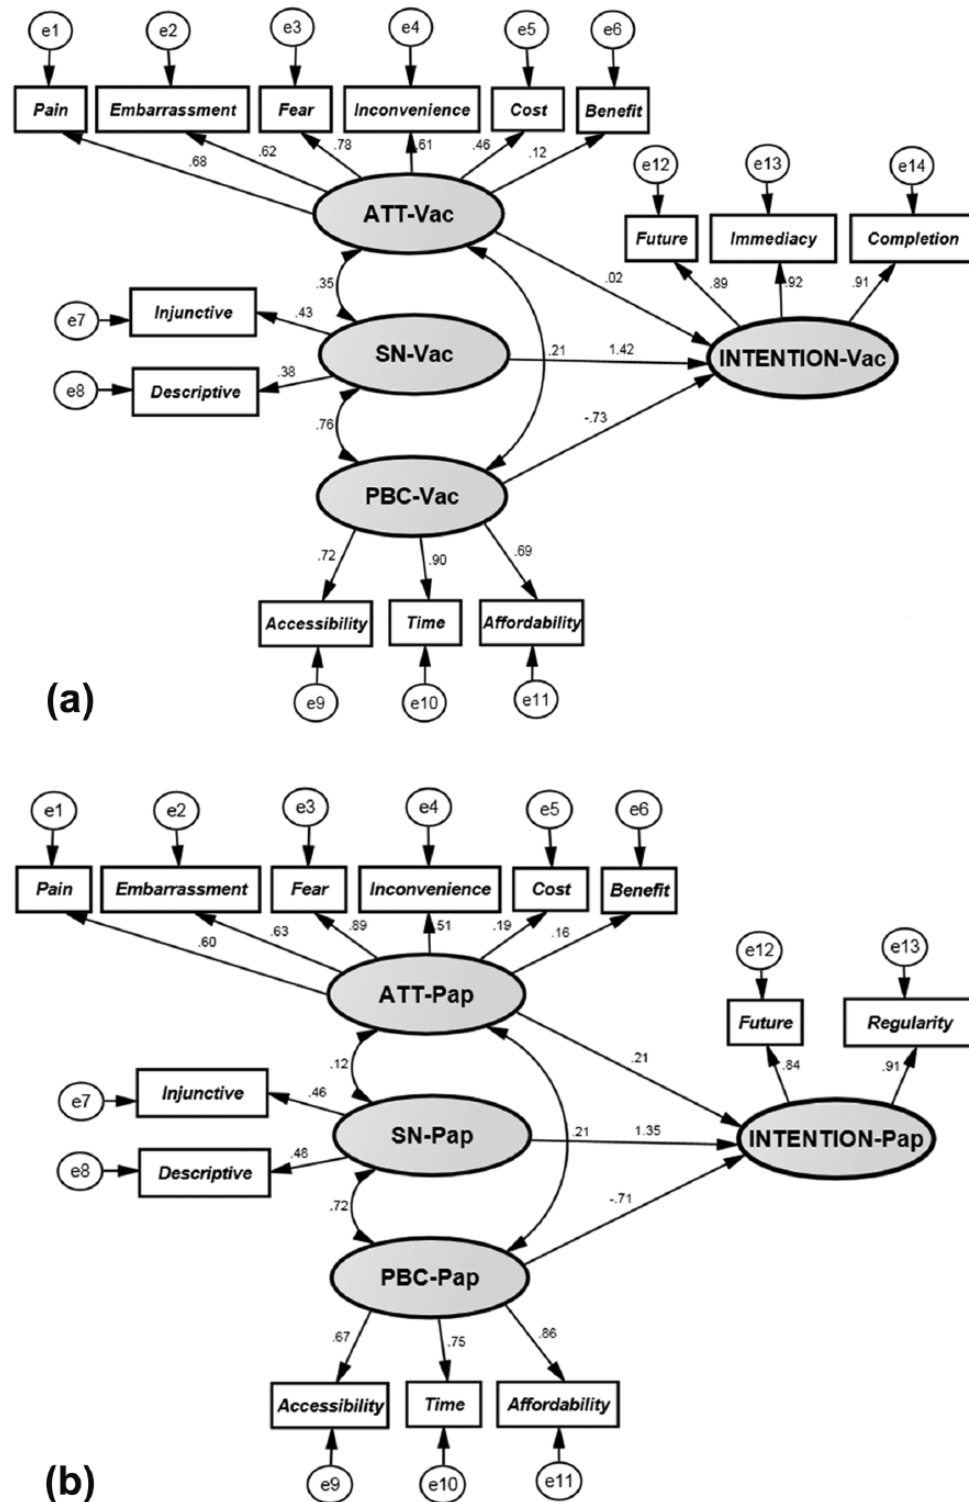 e1 e2 e3 e4 e5 e6
Pain Embarrassment Fear Inconvenience Cost Benefit
.68 .62 .78 .61 .46 .12
ATT-Vac
e12 e13 e14
Future Immediacy Completion
.89 .92 .91
.02
.35
e7 Injunctive .43
SN-Vac
.21 1.42
INTENTION-Vac
e8 Descriptive .38
.76
-.73
PBC-Vac
.72 .90 .69
Accessibility Time Affordability
e9 e10 e11
(a)
e1 e2 e3 e4 e5 e6
Pain Embarrassment Fear Inconvenience Cost Benefit
.60 .63 .89 .51 .19 .16
ATT-Pap
e12 e13
Future Regularity
.84 .91
.21
.12
e7 Injunctive .46
SN-Pap
.21 1.35
INTENTION-Pap
e8 Descriptive .48
.72
-.71
PBC-Pap
.67 .75 .86
Accessibility Time Affordability
e9 e10 e11
(b)